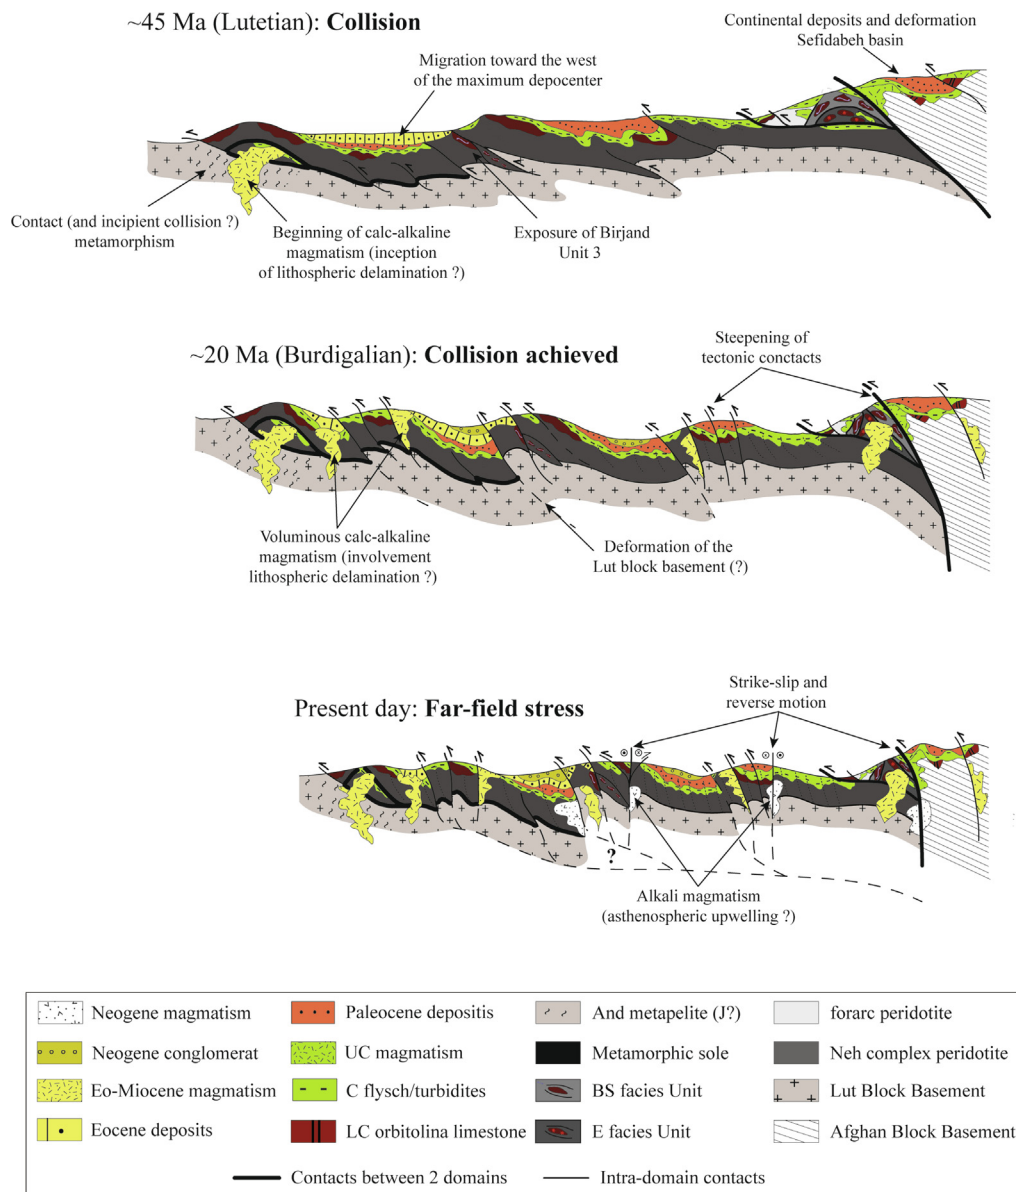 ~45 Ma (Lutetian): Collision
Continental deposits and deformation
Sefidabeh basin
Migration toward the west
of the maximum depocenter
Contact (and incipient collision ?)
metamorphism
Beginning of calc-alkaline
magmatism (inception
of lithospheric delamination ?)
Exposure of Birjand
Unit 3
~20 Ma (Burdigalian): Collision achieved
Steepening of
tectonic conctacts
Voluminous calc-alkaline
magmatism (involvement
lithospheric delamination ?)
Deformation of the
Lut block basement (?)
Present day: Far-field stress
Strike-slip and
reverse motion
?
Alkali magmatism
(asthenospheric upwelling ?)
Neogene magmatism
Paleocene depositis
And metapelite (J?)
forarc peridotite
Neogene conglomerat
UC magmatism
Metamorphic sole
Neh complex peridotite
Eo-Miocene magmatism
C flysch/turbidites
BS facies Unit
Lut Block Basement
Eocene deposits
LC orbitolina limestone
E facies Unit
Afghan Block Basement
Contacts between 2 domains
Intra-domain contacts